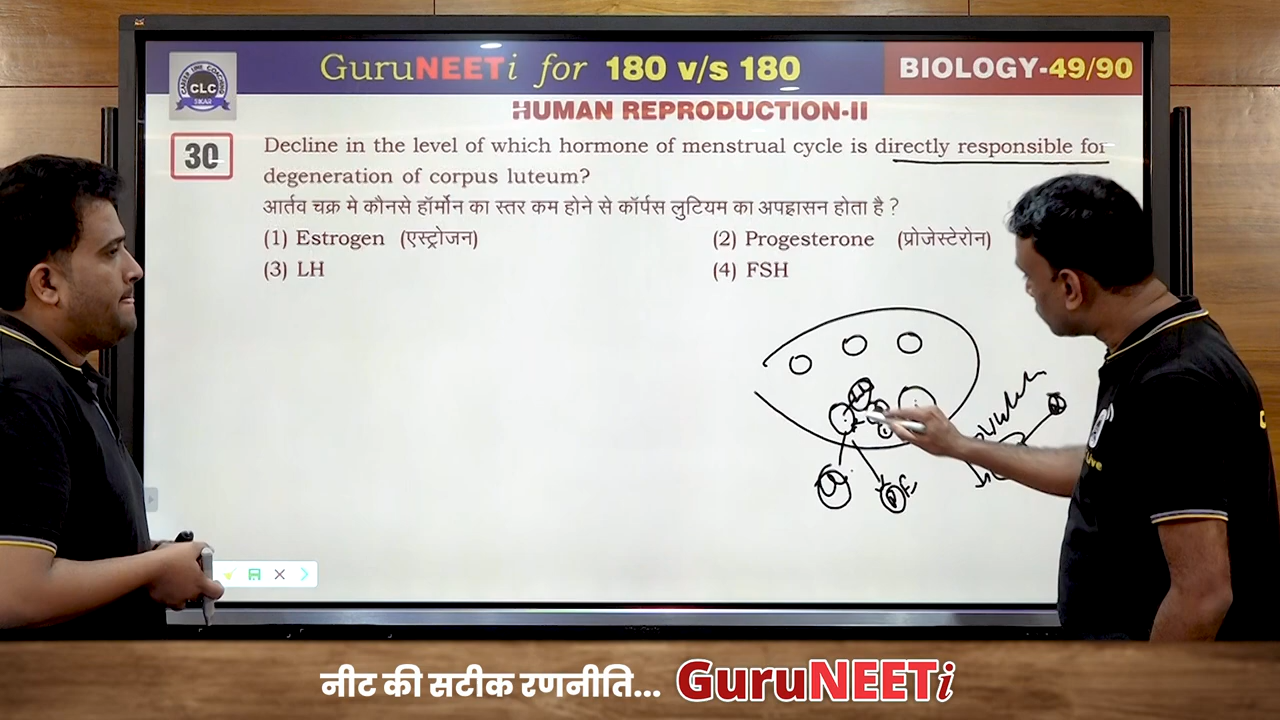 GuruNEETi for 180 v/s 180
BIOLOGY-49/90
CLC
SIKAR
HUMAN REPRODUCTION-II
30
Decline in the level of which hormone of menstrual cycle is directly responsible for
degeneration of corpus luteum?
आर्तव चक्र मे कौनसे हॉर्मोन का स्तर कम होने से कॉर्पस लुटियम का अपह्रासन होता है ?
(1) Estrogen (एस्ट्रोजन)
(2) Progesterone (प्रोजेस्टेरोन)
(3) LH
(4) FSH
नीट की सटीक रणनीति... GuruNEETi